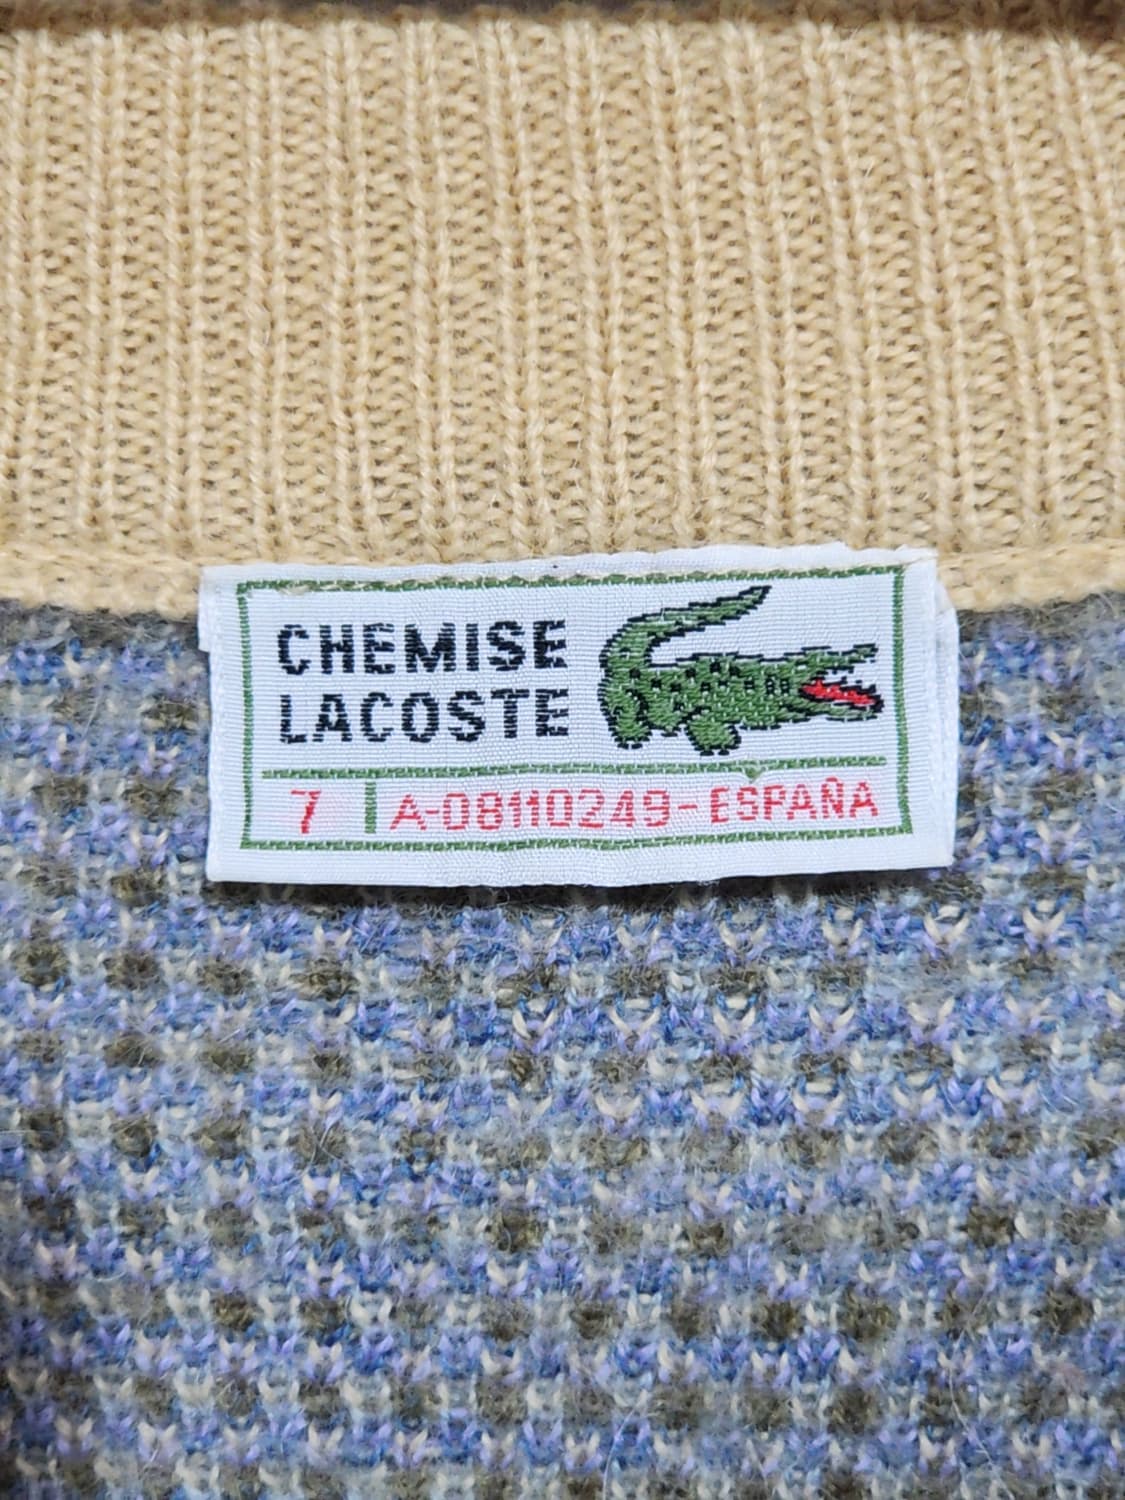 CHEMISE
LACOSTE
7 A-08110249-ESPAÑA